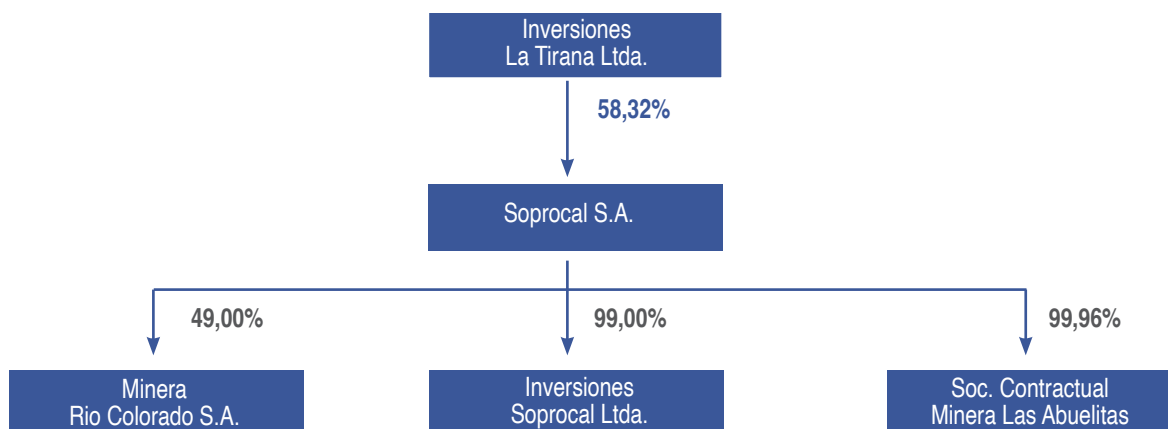 Inversiones
La Tirana Ltda.
58,32%
Soprocal S.A.
49,00%
99,00%
99,96%
Minera
Rio Colorado S.A.
Inversiones
Soprocal Ltda.
Soc. Contractual
Minera Las Abuelitas